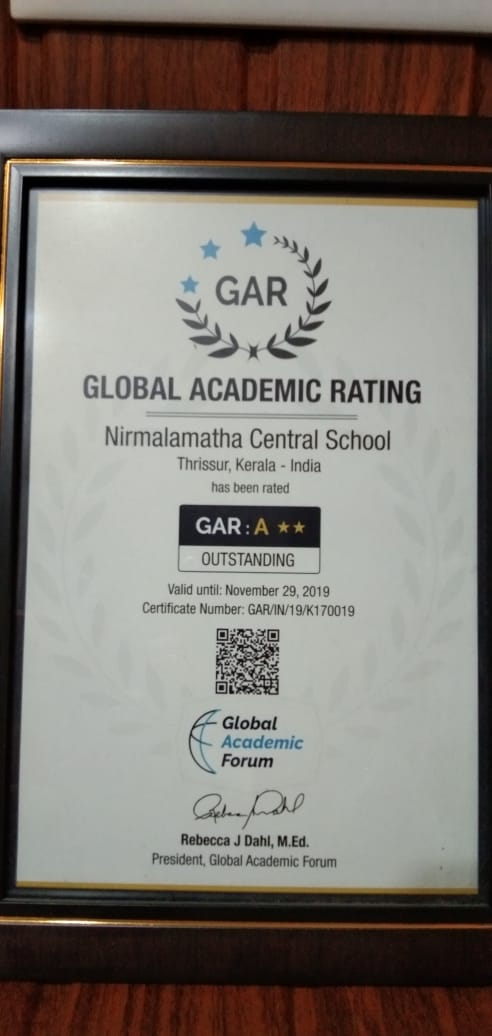 GAR
GLOBAL ACADEMIC RATING
Nirmalamatha Central School
Thrissur, Kerala - India
has been rated
GAR : A ★★
OUTSTANDING
Valid until: November 29, 2019
Certificate Number: GAR/IN/19/K170019
Global
Academic
Forum
Rebecca J Dahl, M.Ed.
President, Global Academic Forum